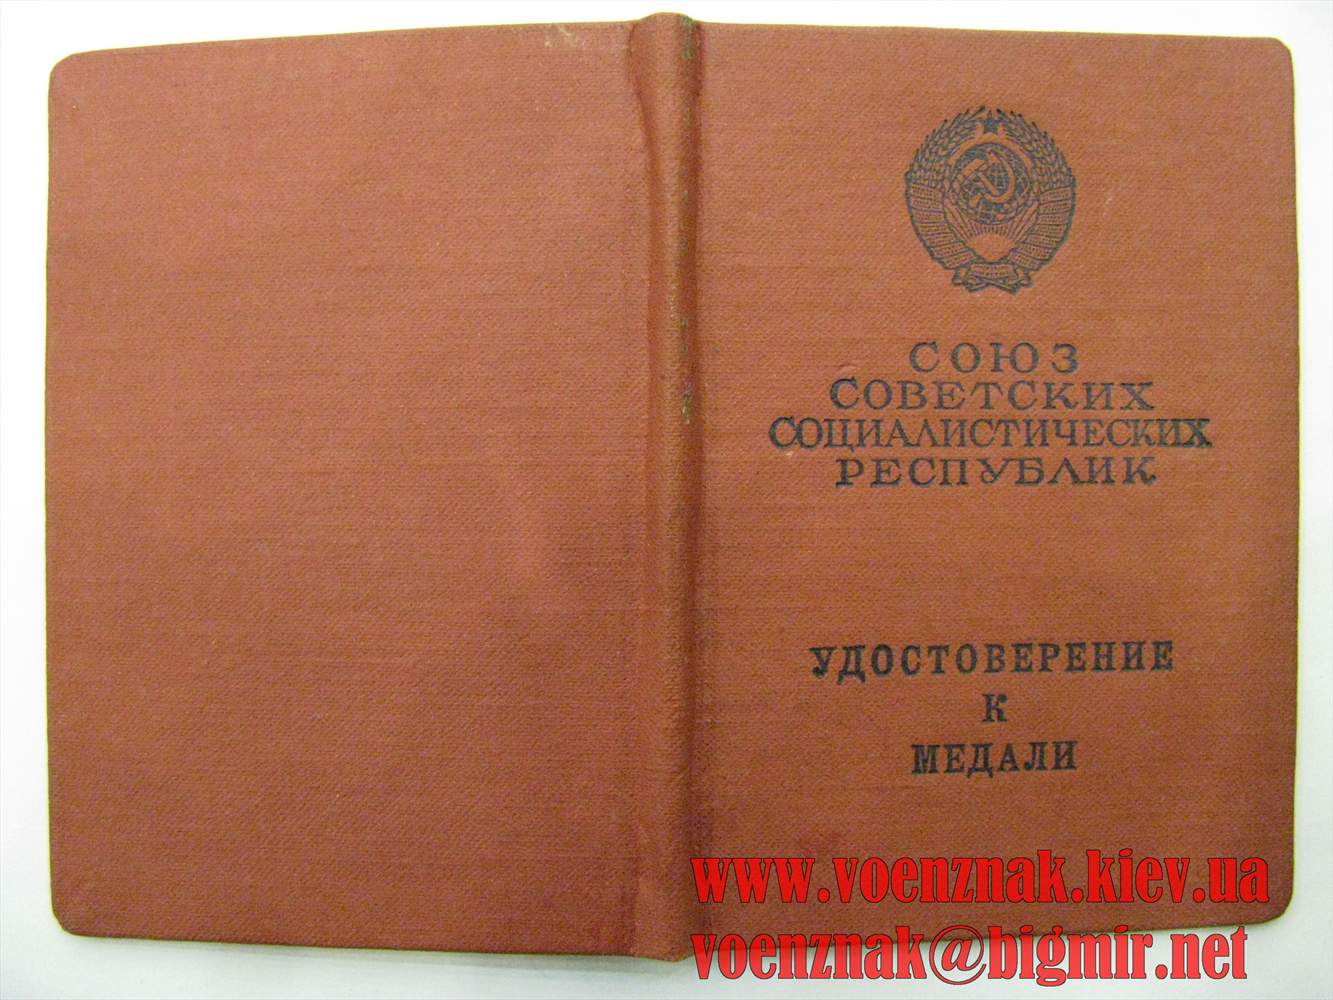 СОЮЗ
СОВЕТСКИХ
СОЦИАЛИСТИЧЕСКИХ
РЕСПУБЛИК
УДОСТОВЕРЕНИЕ
К
МЕДАЛИ
www.voenznak.kiev.ua
voenznak@bigmir.net